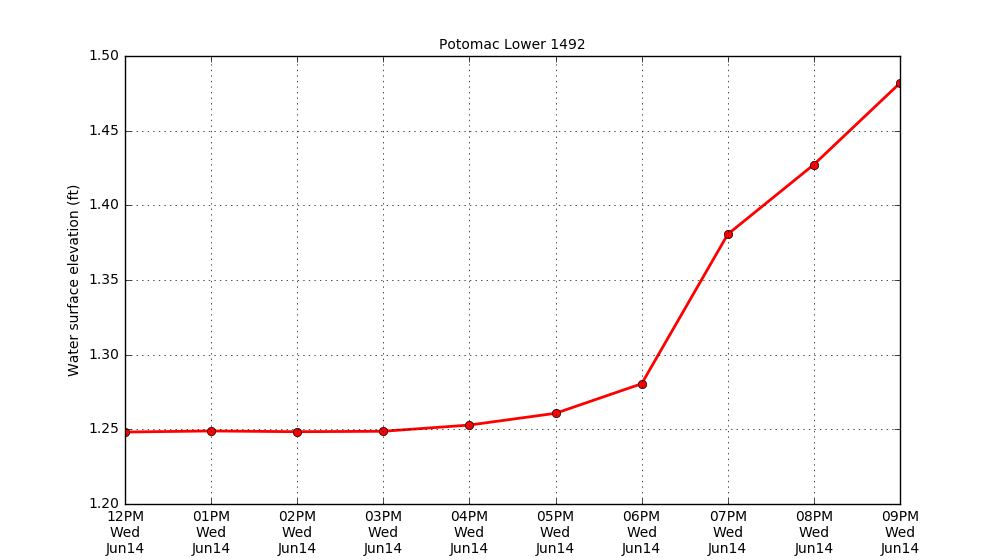 Potomac Lower 1492
Water surface elevation (ft)
1.50
1.45
1.40
1.35
1.30
1.25
1.20
12PM 01PM 02PM 03PM 04PM 05PM 06PM 07PM 08PM 09PM
Wed Wed Wed Wed Wed Wed Wed Wed Wed Wed
Jun14 Jun14 Jun14 Jun14 Jun14 Jun14 Jun14 Jun14 Jun14 Jun14